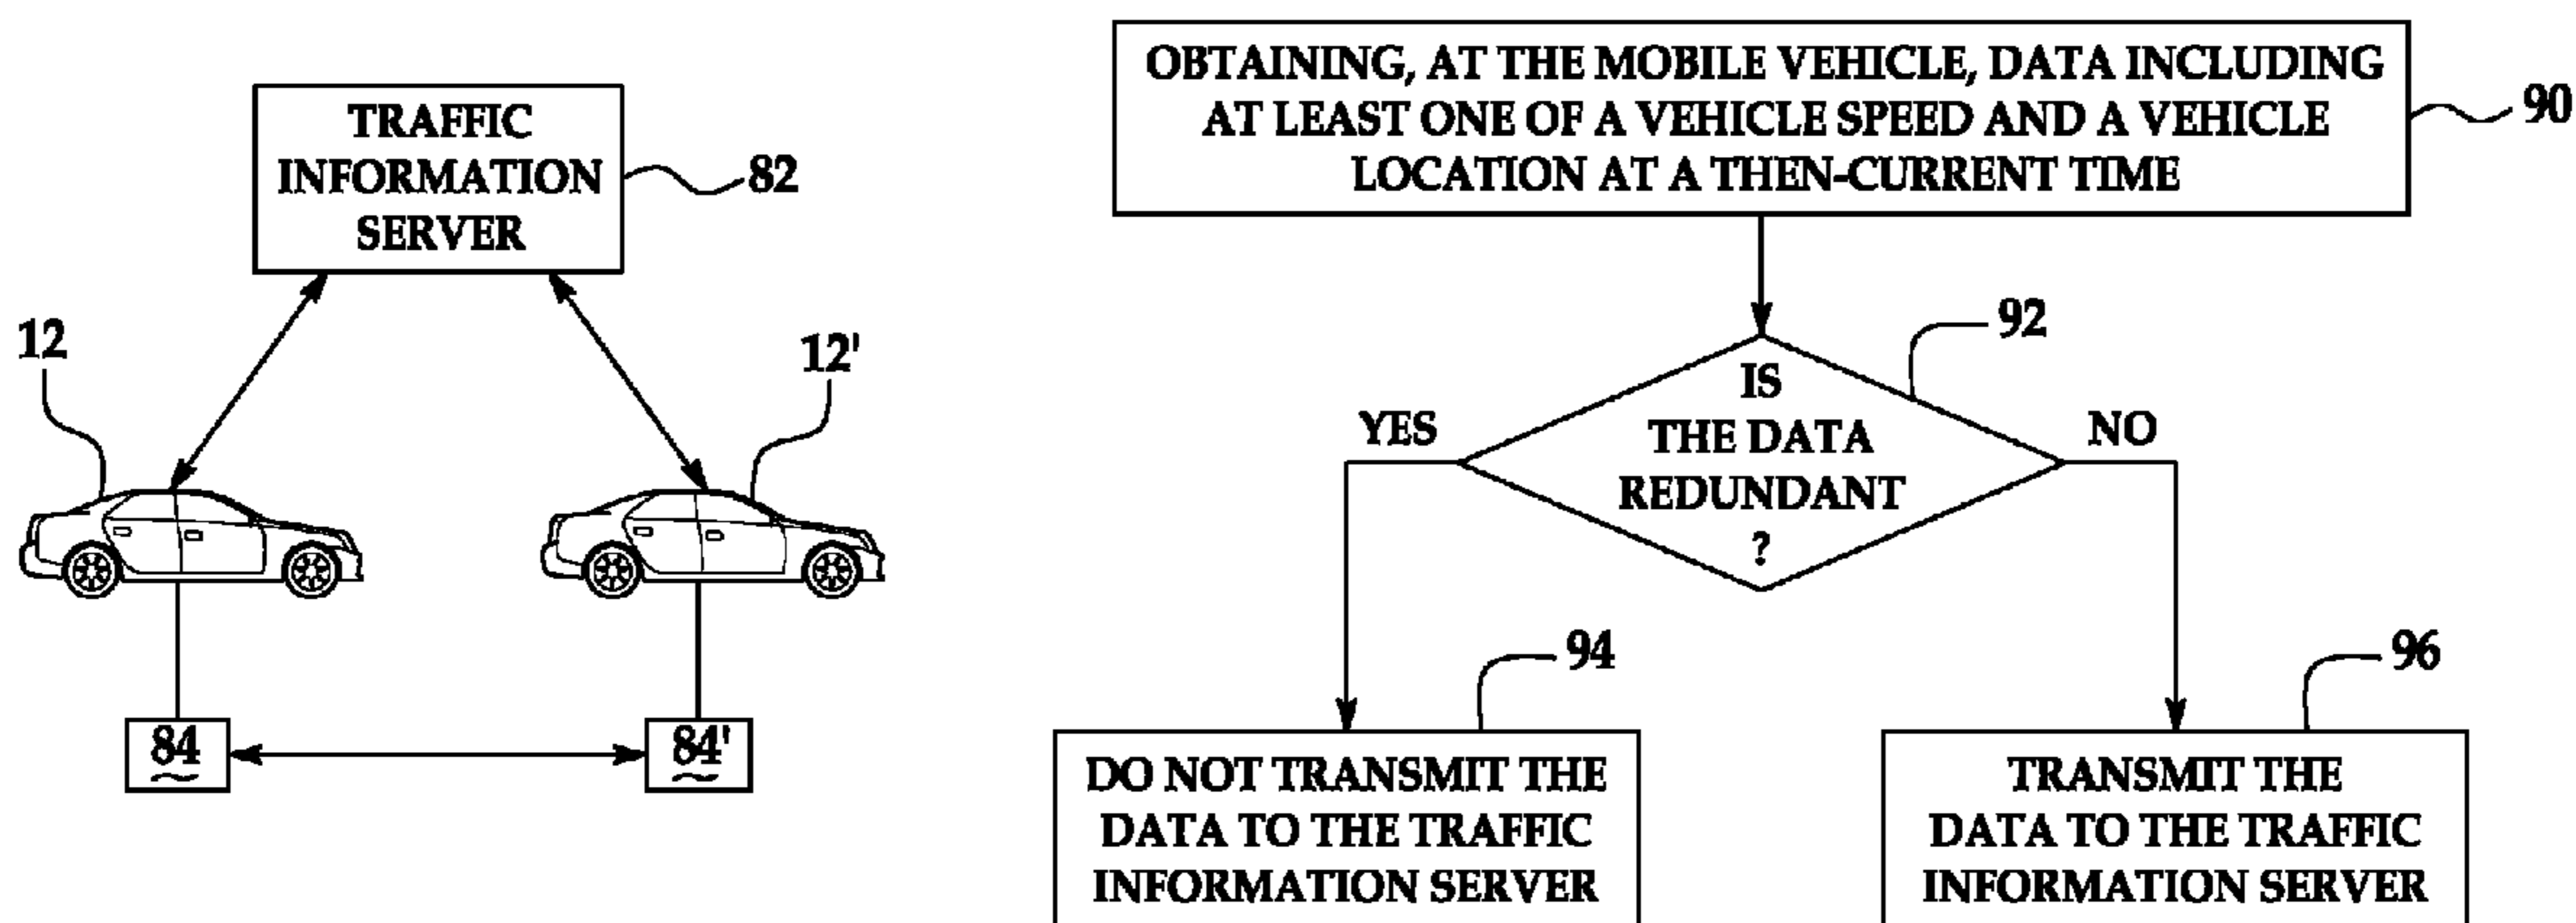 TRAFFIC
INFORMATION
SERVER
82
12
12'
84
84'
OBTAINING, AT THE MOBILE VEHICLE, DATA INCLUDING
AT LEAST ONE OF A VEHICLE SPEED AND A VEHICLE
LOCATION AT A THEN-CURRENT TIME
90
92
IS
THE DATA
REDUNDANT
?
YES
NO
94
96
DO NOT TRANSMIT THE
DATA TO THE TRAFFIC
INFORMATION SERVER
TRANSMIT THE
DATA TO THE TRAFFIC
INFORMATION SERVER